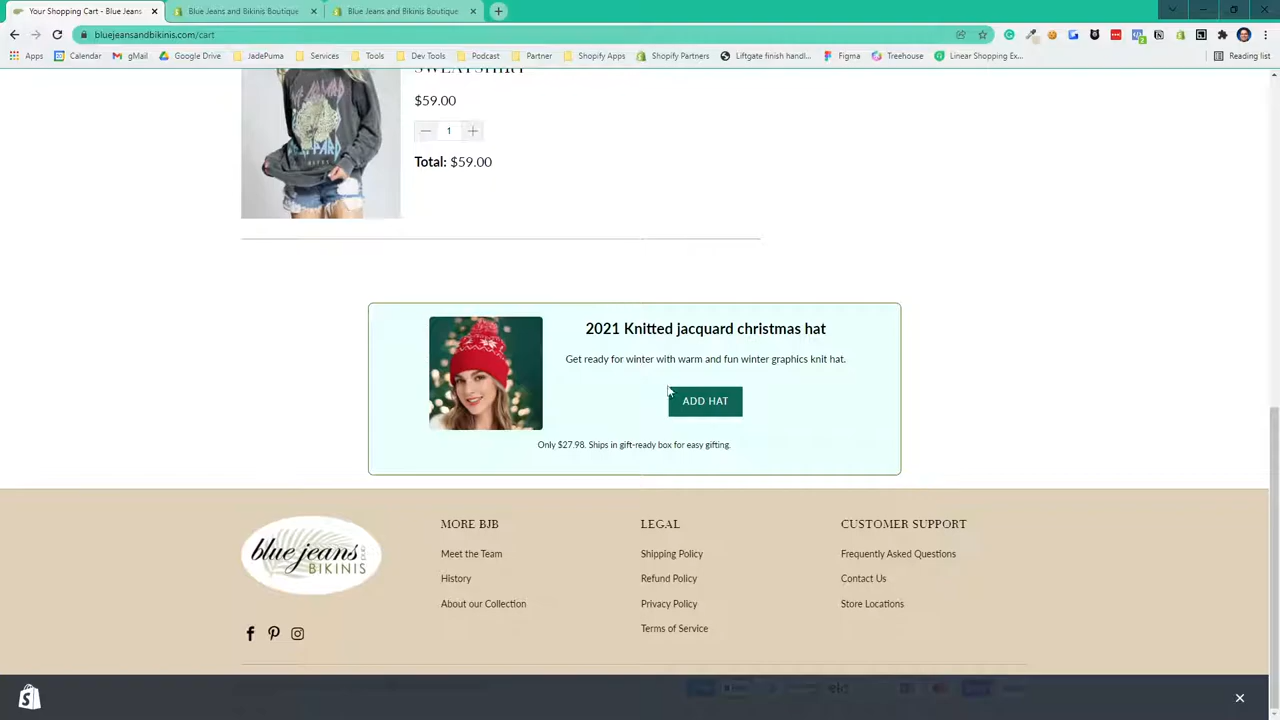 Your Shopping Cart - Blue Jeans
Blue Jeans and Bikinis Boutique
Blue Jeans and Bikinis Boutique
bluejeansandbikinis.com/cart
Apps
Calendar
gMail
Google Drive
JadePuma
Services
Tools
Dev Tools
Podcast
Partner
Shopify Apps
Shopify Partners
Liftgate finish handl...
Figma
Treehouse
Linear Shopping Ex...
Reading list
SWEATSHIRT
$59.00
1
Total: $59.00
2021 Knitted jacquard christmas hat
Get ready for winter with warm and fun winter graphics knit hat.
ADD HAT
Only $27.98. Ships in gift-ready box for easy gifting.
blue jeans
AND
BIKINIS
MORE BJB
Meet the Team
History
About our Collection
LEGAL
Shipping Policy
Refund Policy
Privacy Policy
Terms of Service
CUSTOMER SUPPORT
Frequently Asked Questions
Contact Us
Store Locations